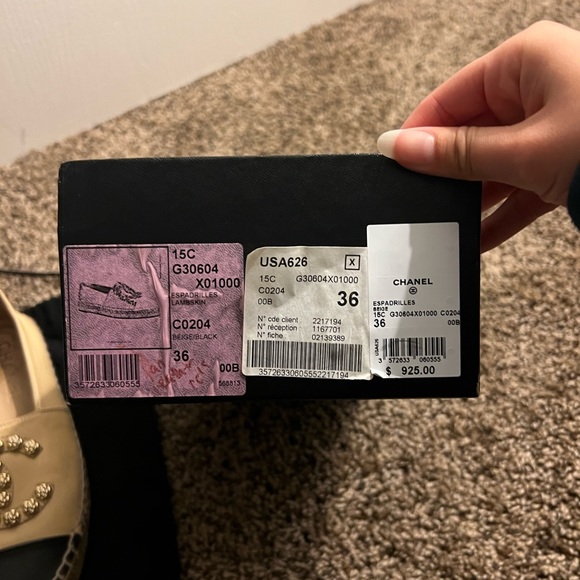 15C
G30604
X01000
ESPADRILLES
LAMBSKIN
C0204
BEIGE/BLACK
36
00B
3572633060555
568813
USA626
X
15C G30604X01000
C0204
36
00B
N° cde client 2217194
N° réception 1167701
N° fiche 02139389
35726330605552217194
CHANEL
ESPADRILLES
BEIGE
15C G30604X01000 C0204
36 00B
USA626
3 572633 060555
$ 925.00